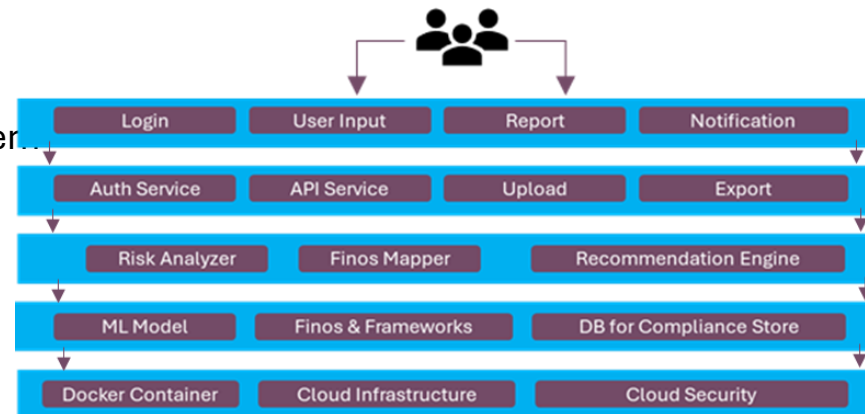 Login User Input Report Notification
Auth Service API Service Upload Export
Risk Analyzer Finos Mapper Recommendation Engine
ML Model Finos & Frameworks DB for Compliance Store
Docker Container Cloud Infrastructure Cloud Security